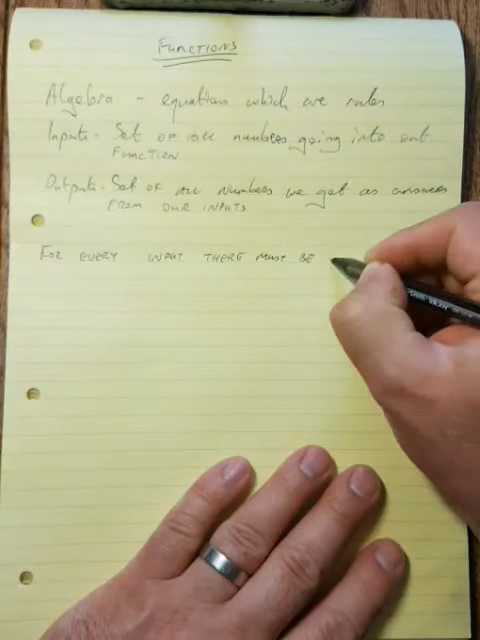 FUNCTIONS
Algebra - equations which are rules
Inputs - Set of all numbers going into out
FUNCTION
Outputs - Set of all numbers we get as answers
FROM OUR INPUTS
FOR EVERY INPUT THERE MUST BE